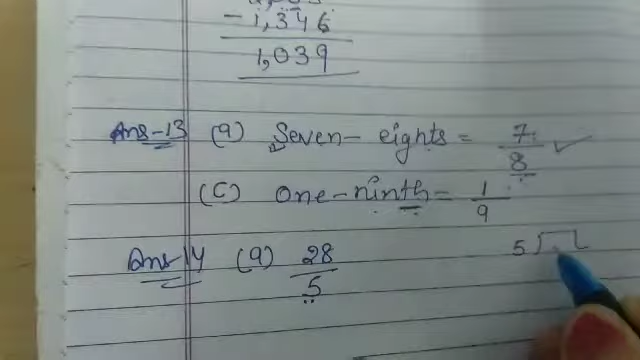 - 1,346
1,039
Ans-13 (a) Seven-eights = 7/8 ✓
(c) one-ninth = 1/9
Ans-14 (a) 28/5 5